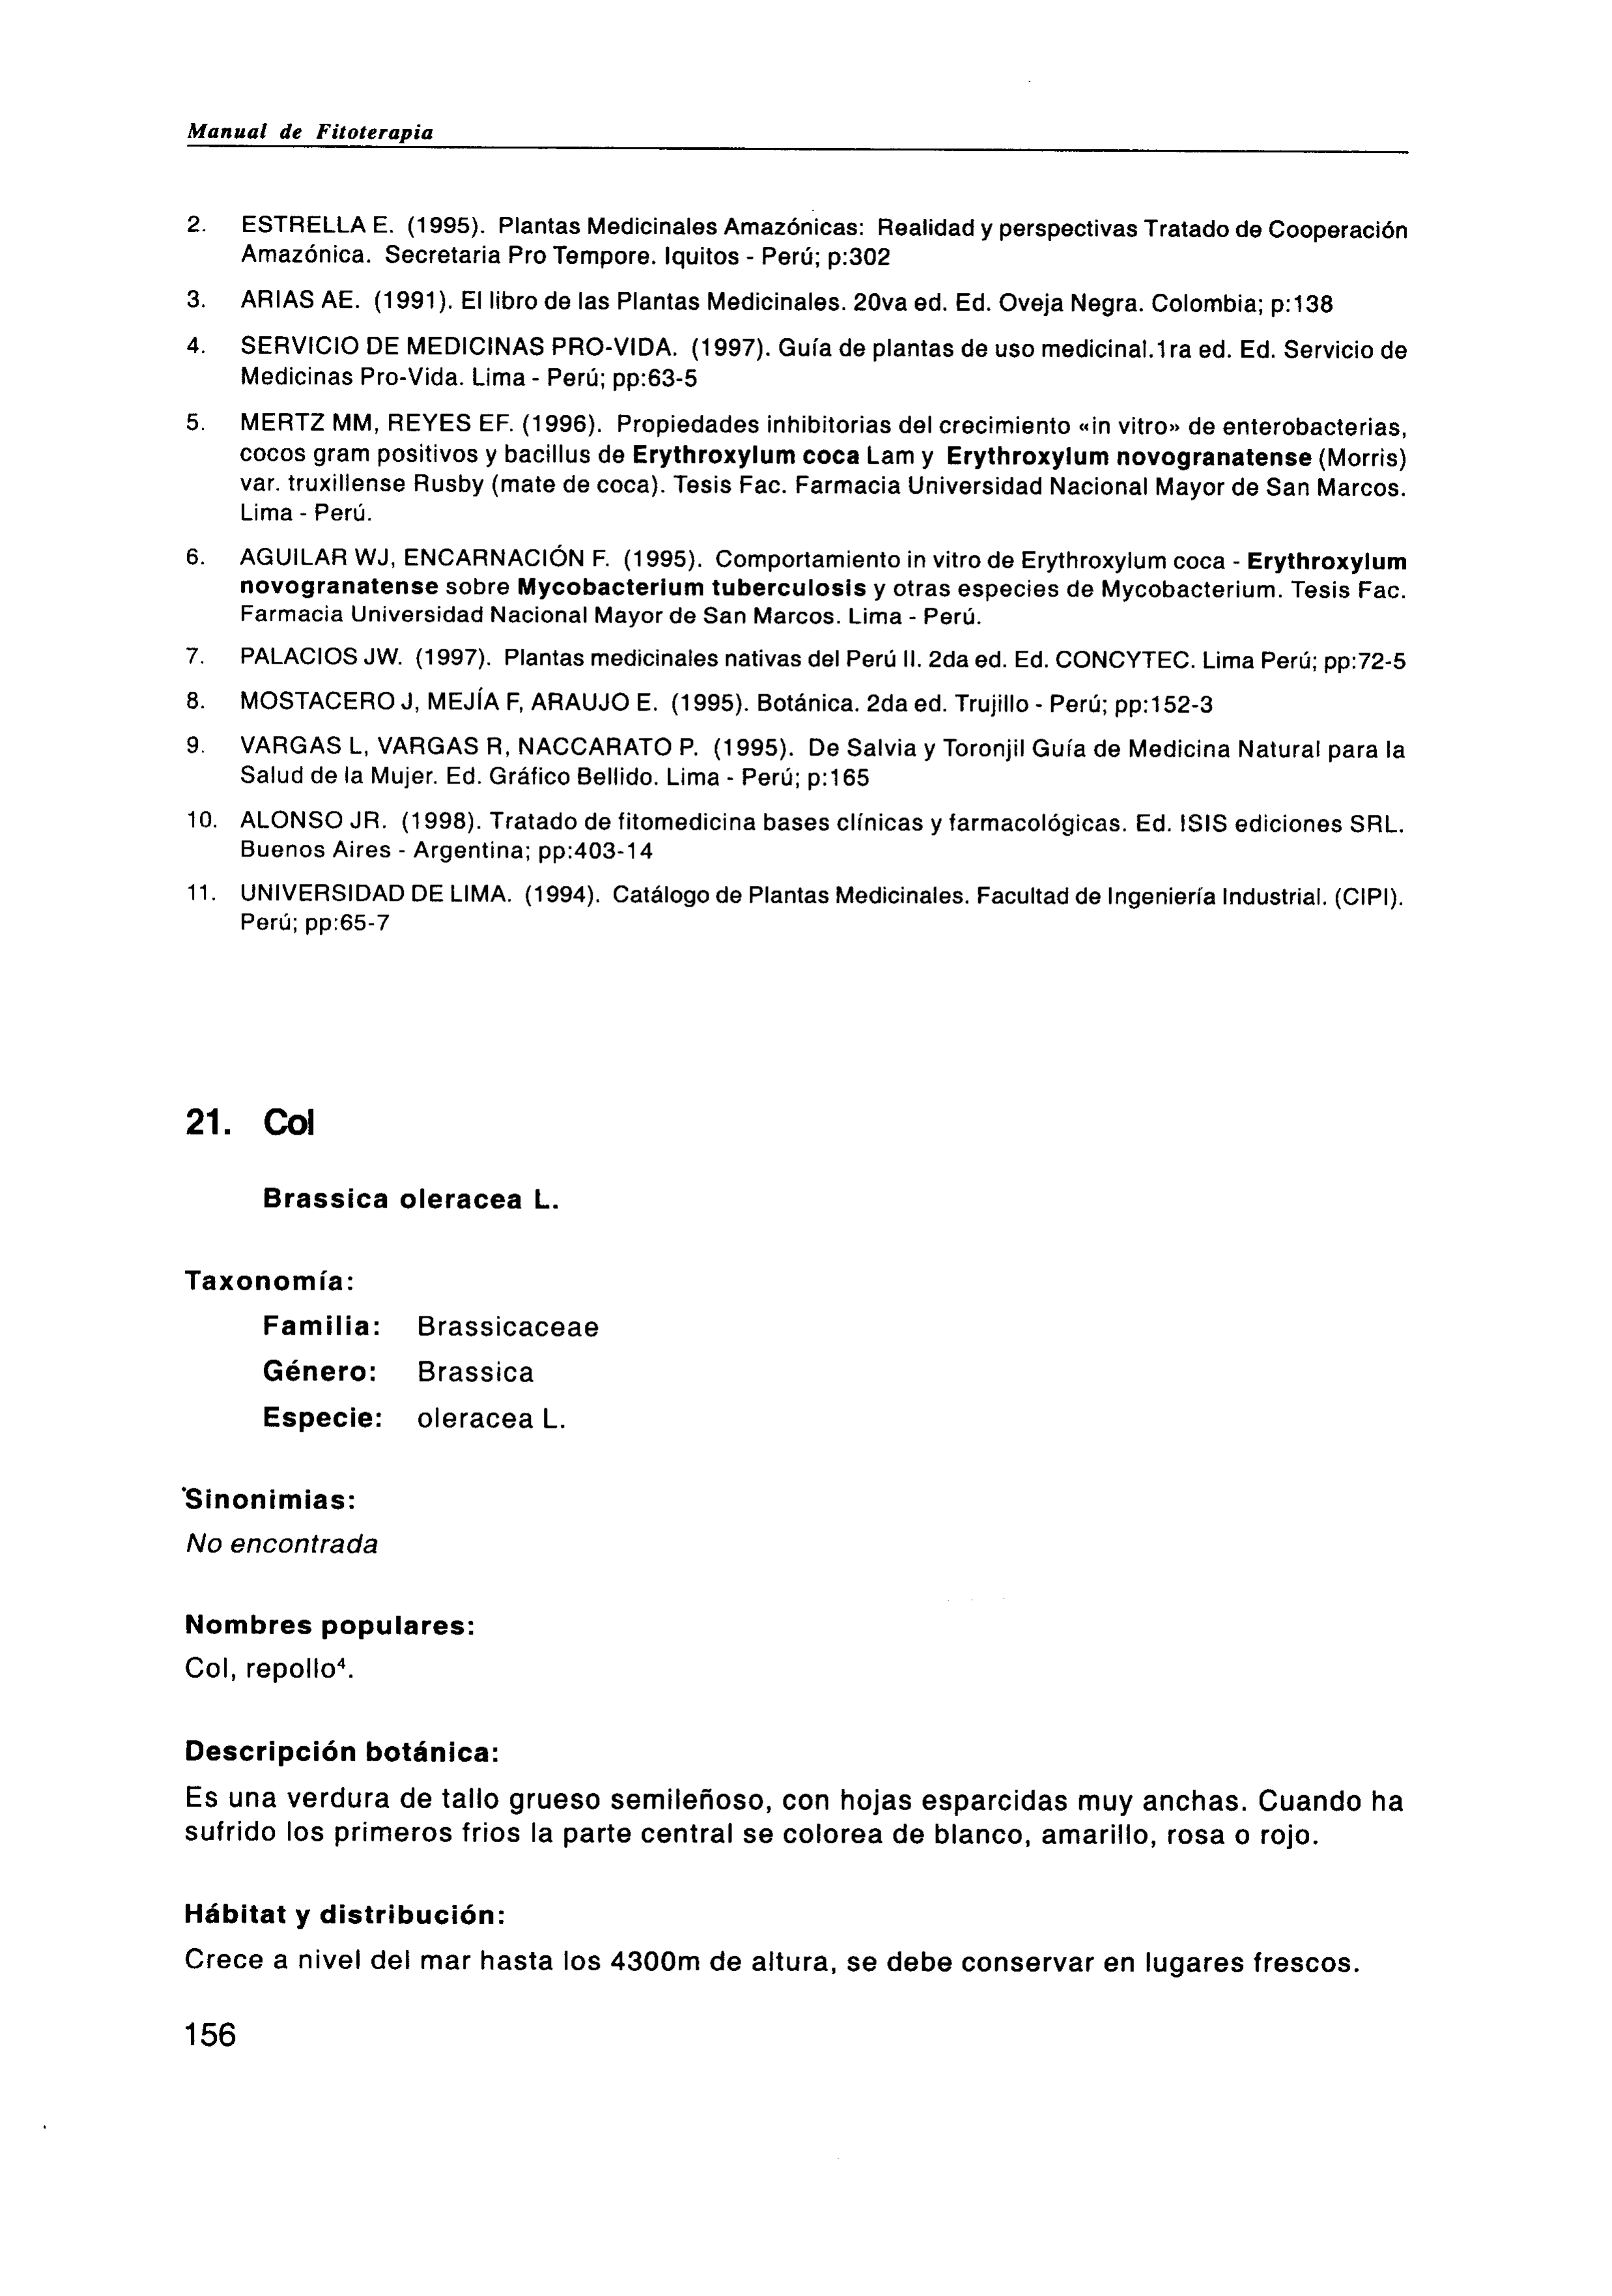 Manual de Fitoterapia
2. ESTRELLA E. (1995). Plantas Medicinales Amazónicas: Realidad y perspectivas Tratado de Cooperación
Amazónica. Secretaria Pro Tempore. Iquitos - Perú; p:302
3. ARIAS AE. (1991). El libro de las Plantas Medicinales. 20va ed. Ed. Oveja Negra. Colombia; p:138
4. SERVICIO DE MEDICINAS PRO-VIDA. (1997). Guía de plantas de uso medicinal.1ra ed. Ed. Servicio de
Medicinas Pro-Vida. Lima - Perú; pp:63-5
5. MERTZ MM, REYES EF. (1996). Propiedades inhibitorias del crecimiento «in vitro» de enterobacterias,
cocos gram positivos y bacillus de Erythroxylum coca Lam y Erythroxylum novogranatense (Morris)
var. truxillense Rusby (mate de coca). Tesis Fac. Farmacia Universidad Nacional Mayor de San Marcos.
Lima - Perú.
6. AGUILAR WJ, ENCARNACIÓN F. (1995). Comportamiento in vitro de Erythroxylum coca - Erythroxylum
novogranatense sobre Mycobacterium tuberculosis y otras especies de Mycobacterium. Tesis Fac.
Farmacia Universidad Nacional Mayor de San Marcos. Lima - Perú.
7. PALACIOS JW. (1997). Plantas medicinales nativas del Perú II. 2da ed. Ed. CONCYTEC. Lima Perú; pp:72-5
8. MOSTACERO J, MEJÍA F, ARAUJO E. (1995). Botánica. 2da ed. Trujillo - Perú; pp:152-3
9. VARGAS L, VARGAS R, NACCARATO P. (1995). De Salvia y Toronjil Guía de Medicina Natural para la
Salud de la Mujer. Ed. Gráfico Bellido. Lima - Perú; p:165
10. ALONSO JR. (1998). Tratado de fitomedicina bases clínicas y farmacológicas. Ed. ISIS ediciones SRL.
Buenos Aires - Argentina; pp:403-14
11. UNIVERSIDAD DE LIMA. (1994). Catálogo de Plantas Medicinales. Facultad de Ingeniería Industrial. (CIPI).
Perú; pp:65-7
21. Col
Brassica oleracea L.
Taxonomía:
Familia: Brassicaceae
Género: Brassica
Especie: oleracea L.
Sinonimias:
No encontrada
Nombres populares:
Col, repollo⁴.
Descripción botánica:
Es una verdura de tallo grueso semileñoso, con hojas esparcidas muy anchas. Cuando ha
sufrido los primeros frios la parte central se colorea de blanco, amarillo, rosa o rojo.
Hábitat y distribución:
Crece a nivel del mar hasta los 4300m de altura, se debe conservar en lugares frescos.
156